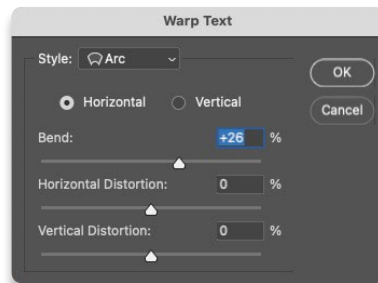 Warp Text
Style: Arc
OK
Horizontal Vertical
Cancel
Bend: +26 %
Horizontal Distortion: 0 %
Vertical Distortion: 0 %